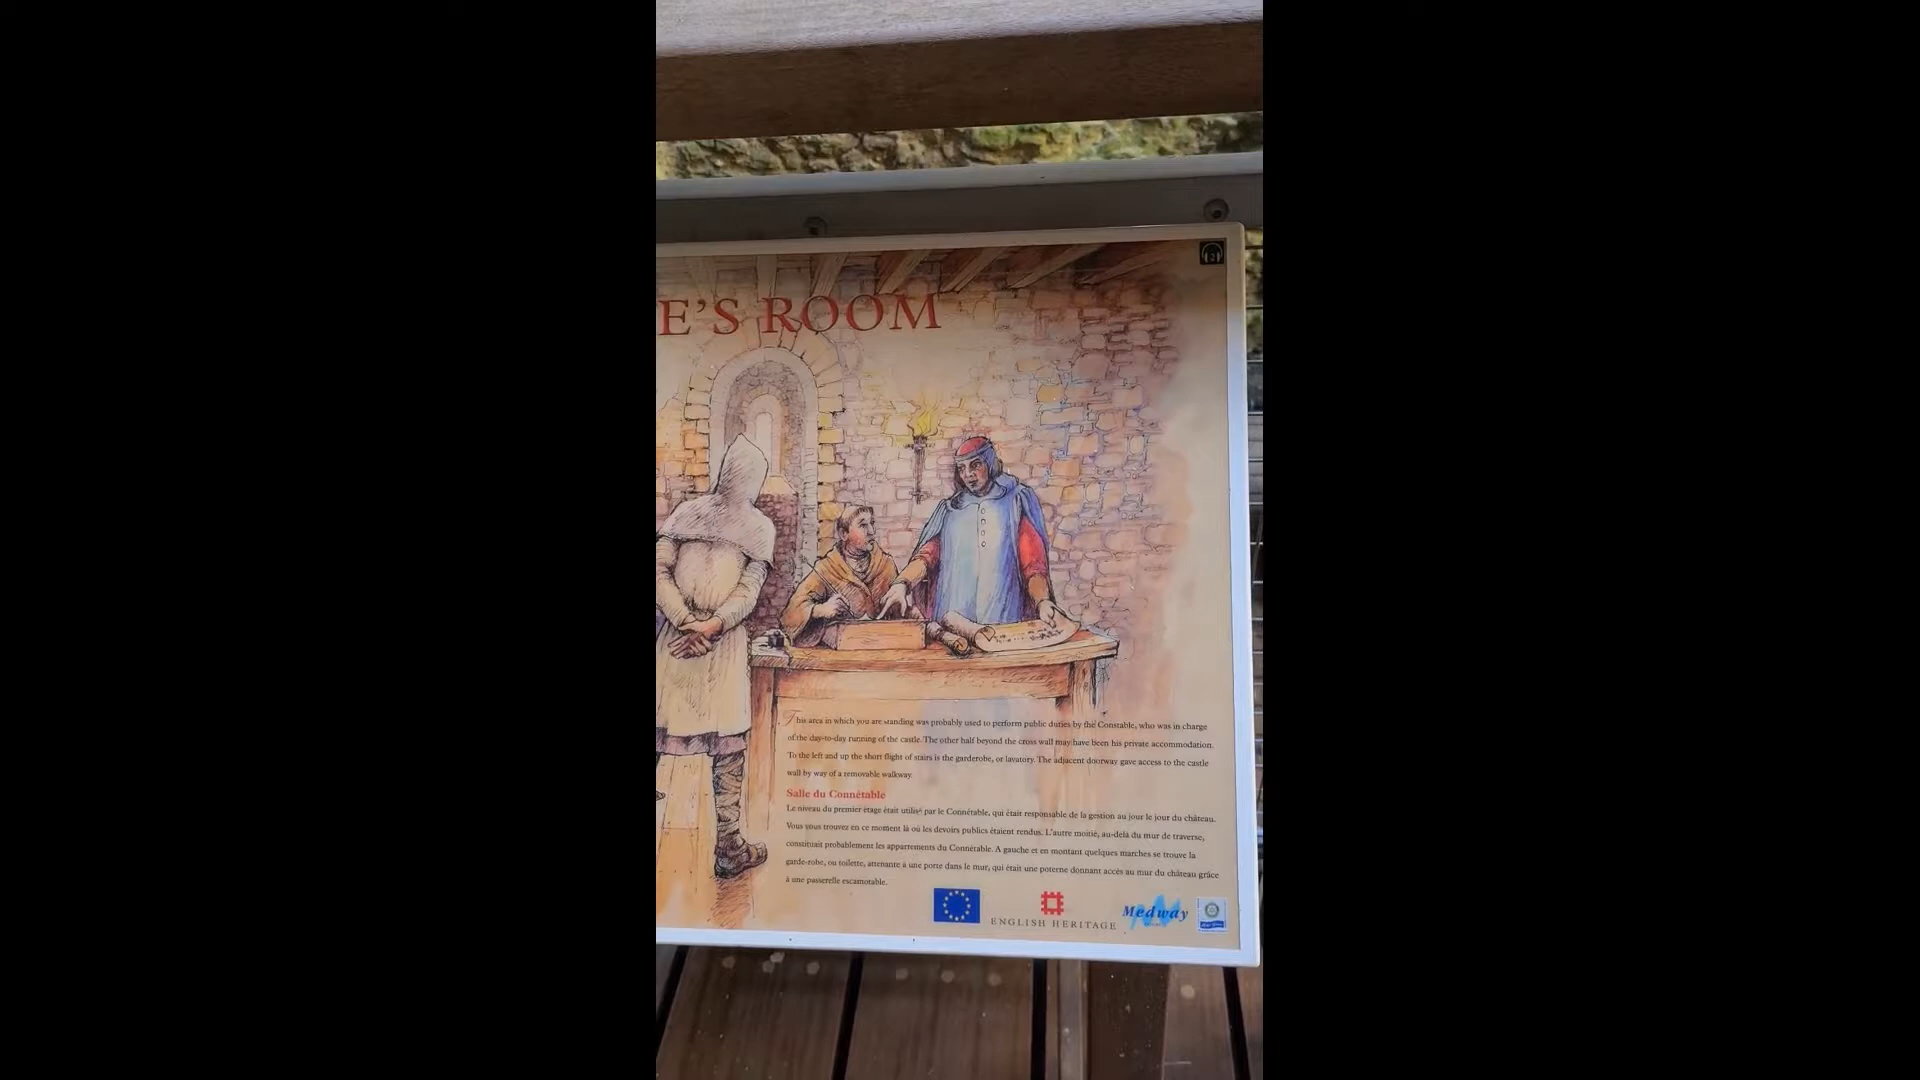 E'S ROOM
This area in which you are standing was probably used to perform public duties by the Constable, who was in charge
of the day-to-day running of the castle. The other half beyond the cross wall may have been his private accommodation.
To the left and up the short flight of stairs is the garderobe, or lavatory. The adjacent doorway gave access to the castle
wall by way of a removable walkway.
Salle du Connétable
Le niveau du premier étage était utilisé par le Connétable, qui était responsable de la gestion au jour le jour du château.
Vous vous trouvez en ce moment là où les devoirs publics étaient rendus. L'autre moitié, au-delà du mur de traverse,
constituait probablement les appartements du Connétable. A gauche et en montant quelques marches se trouve la
garde-robe, ou toilette, attenante à une porte dans le mur, qui était une poterne donnant accès au mur du château grâce
à une passerelle escamotable.
ENGLISH HERITAGE
Medway